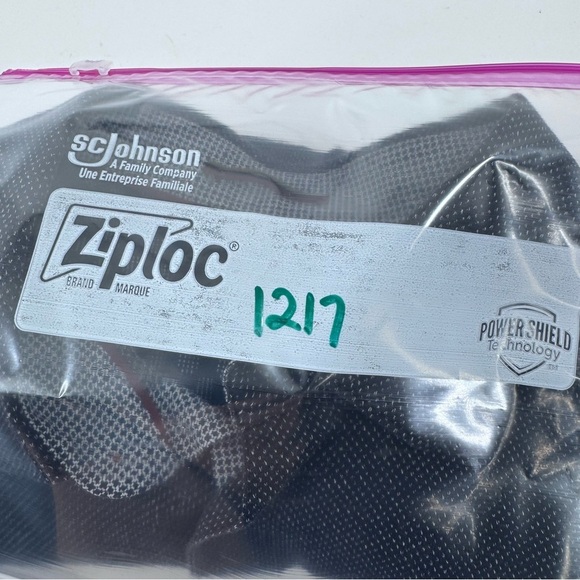 scJohnson
A Family Company
Une Entreprise Familiale
Ziploc®
BRAND MARQUE
1217
POWER SHIELD
Technology